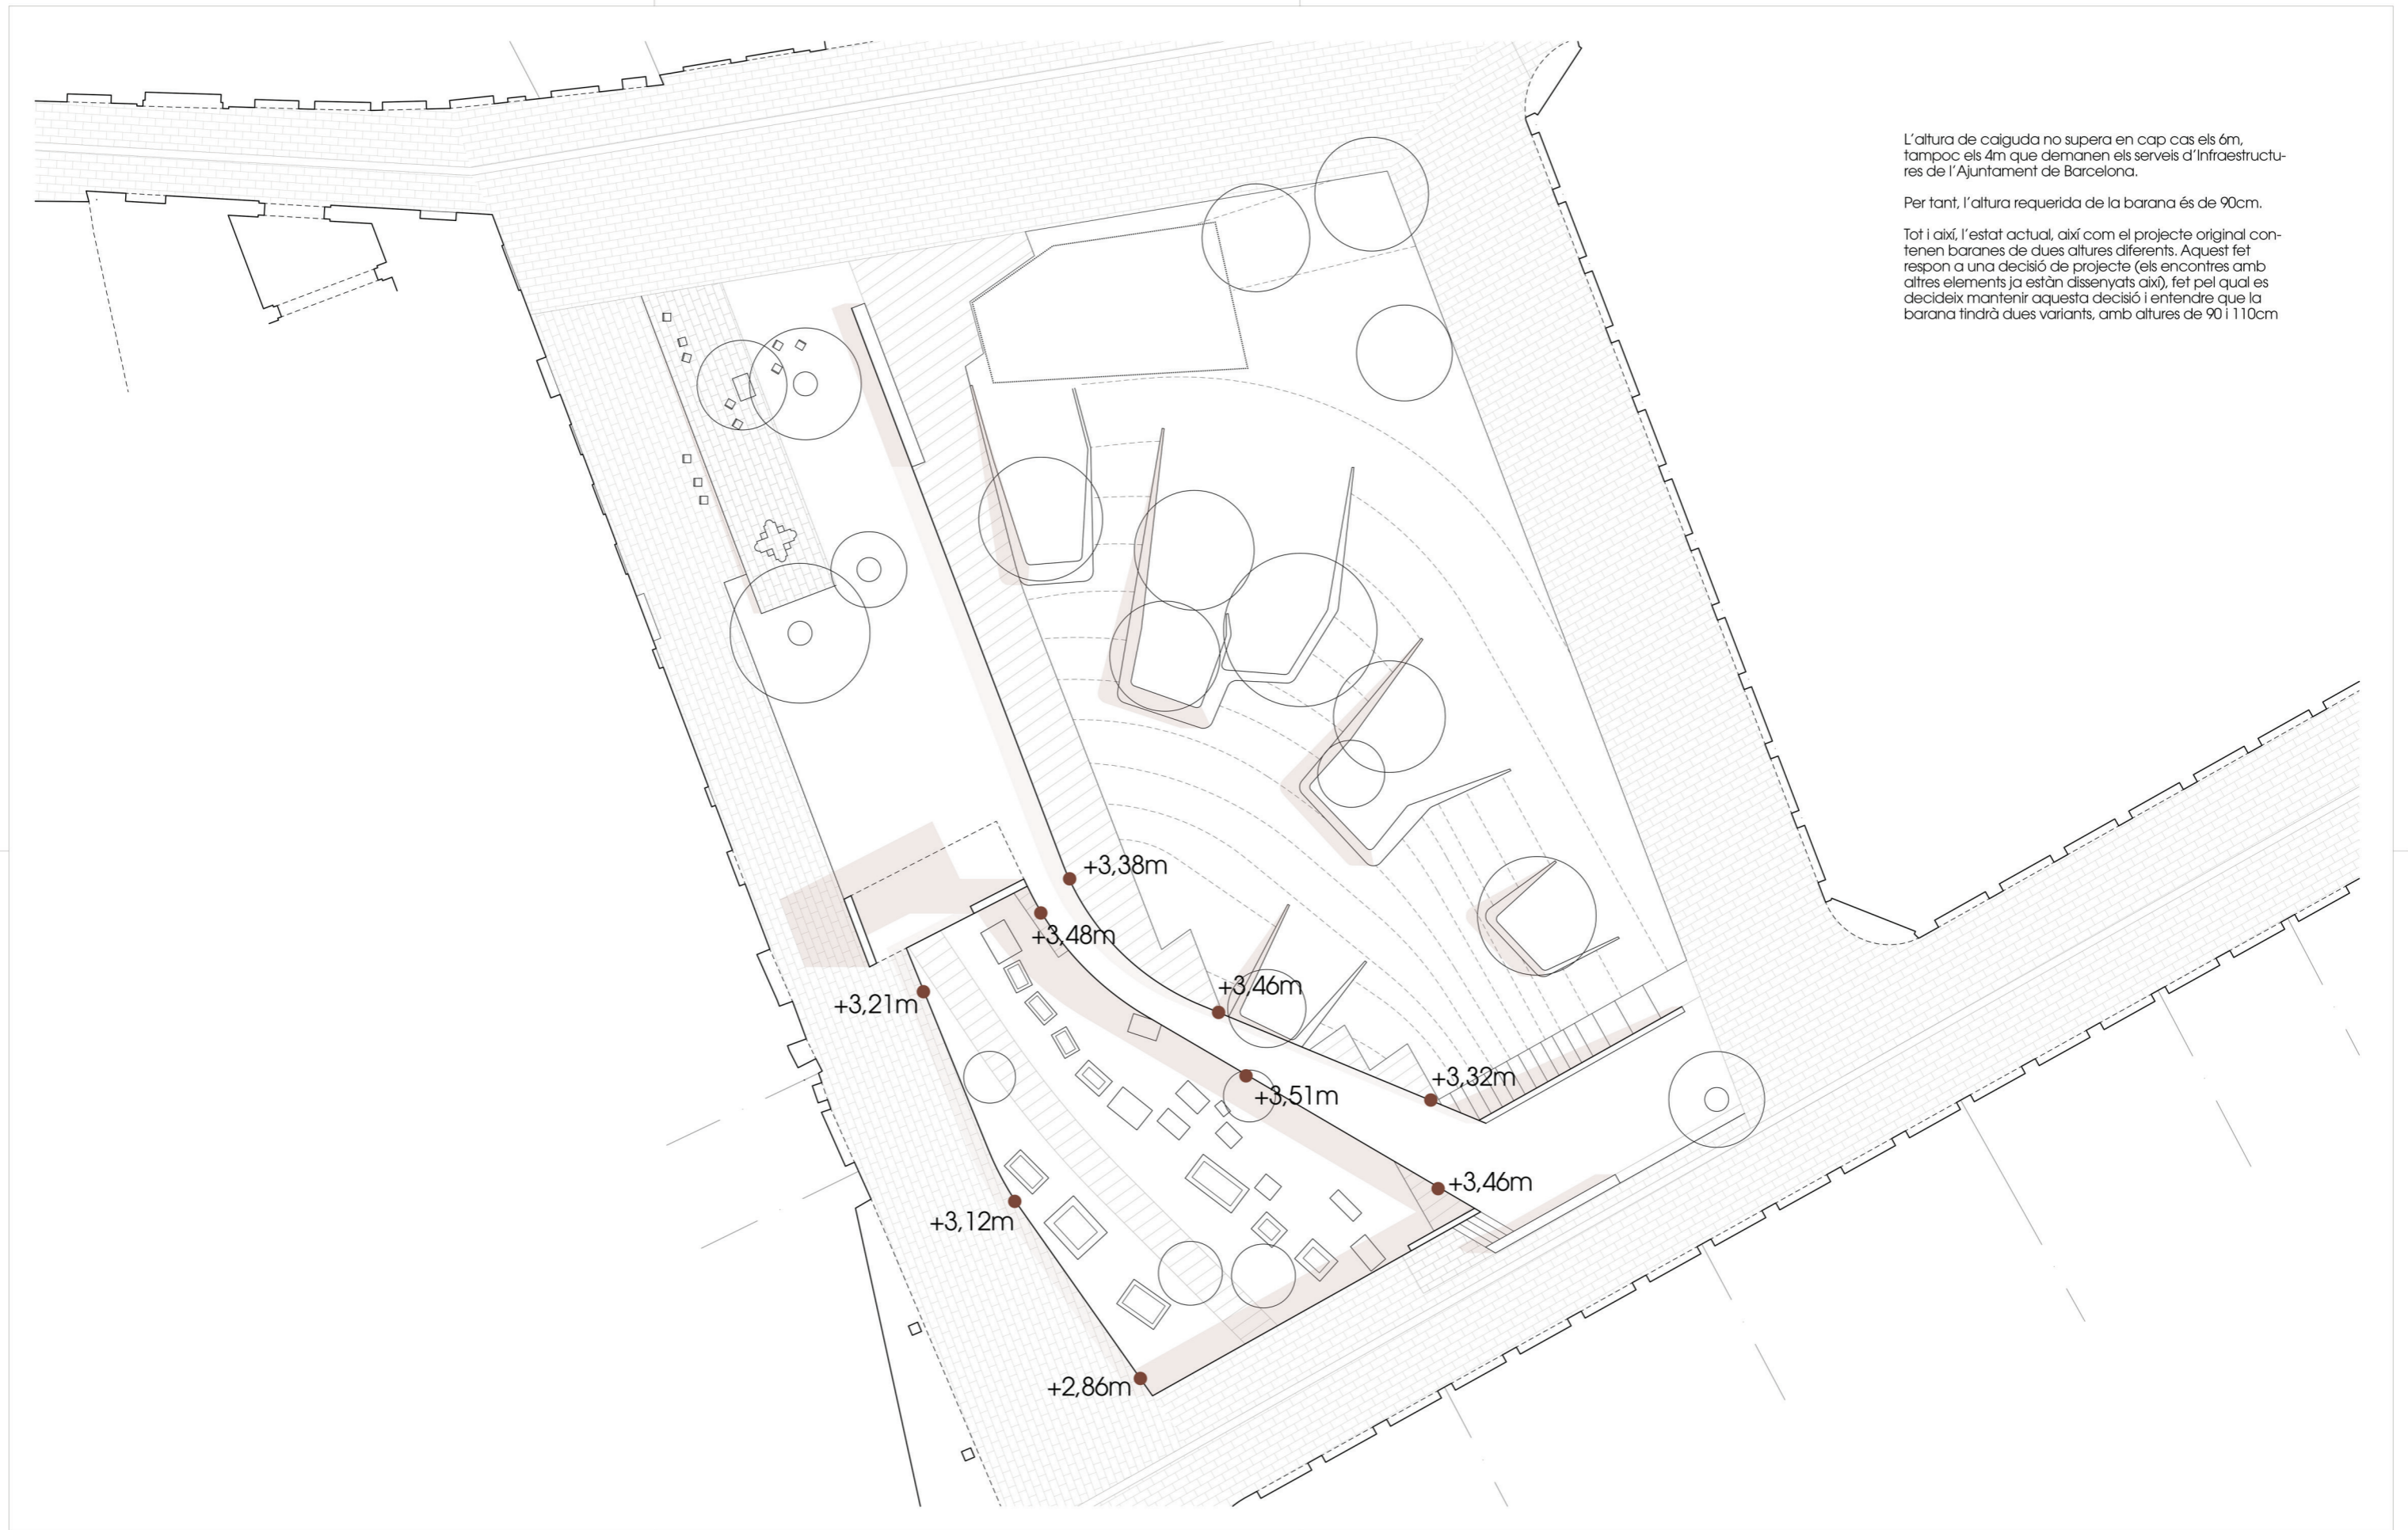 L'altura de caiguda no supera en cap cas els 6m,
tampoc els 4m que demanen els serveis d'Infraestructu-
res de l'Ajuntament de Barcelona.
Per tant, l'altura requerida de la barana és de 90cm.
Tot i així, l'estat actual, així com el projecte original con-
tenen baranes de dues altures diferents. Aquest fet
respon a una decisió de projecte (els encontres amb
altres elements ja estàn dissenyats així), fet pel qual es
decideix mantenir aquesta decisió i entendre que la
barana tindrà dues variants, amb altures de 90 i 110cm
+3,38m
+3,48m
+3,46m
+3,21m
+3,32m
+3,51m
+3,46m
+3,12m
+2,86m